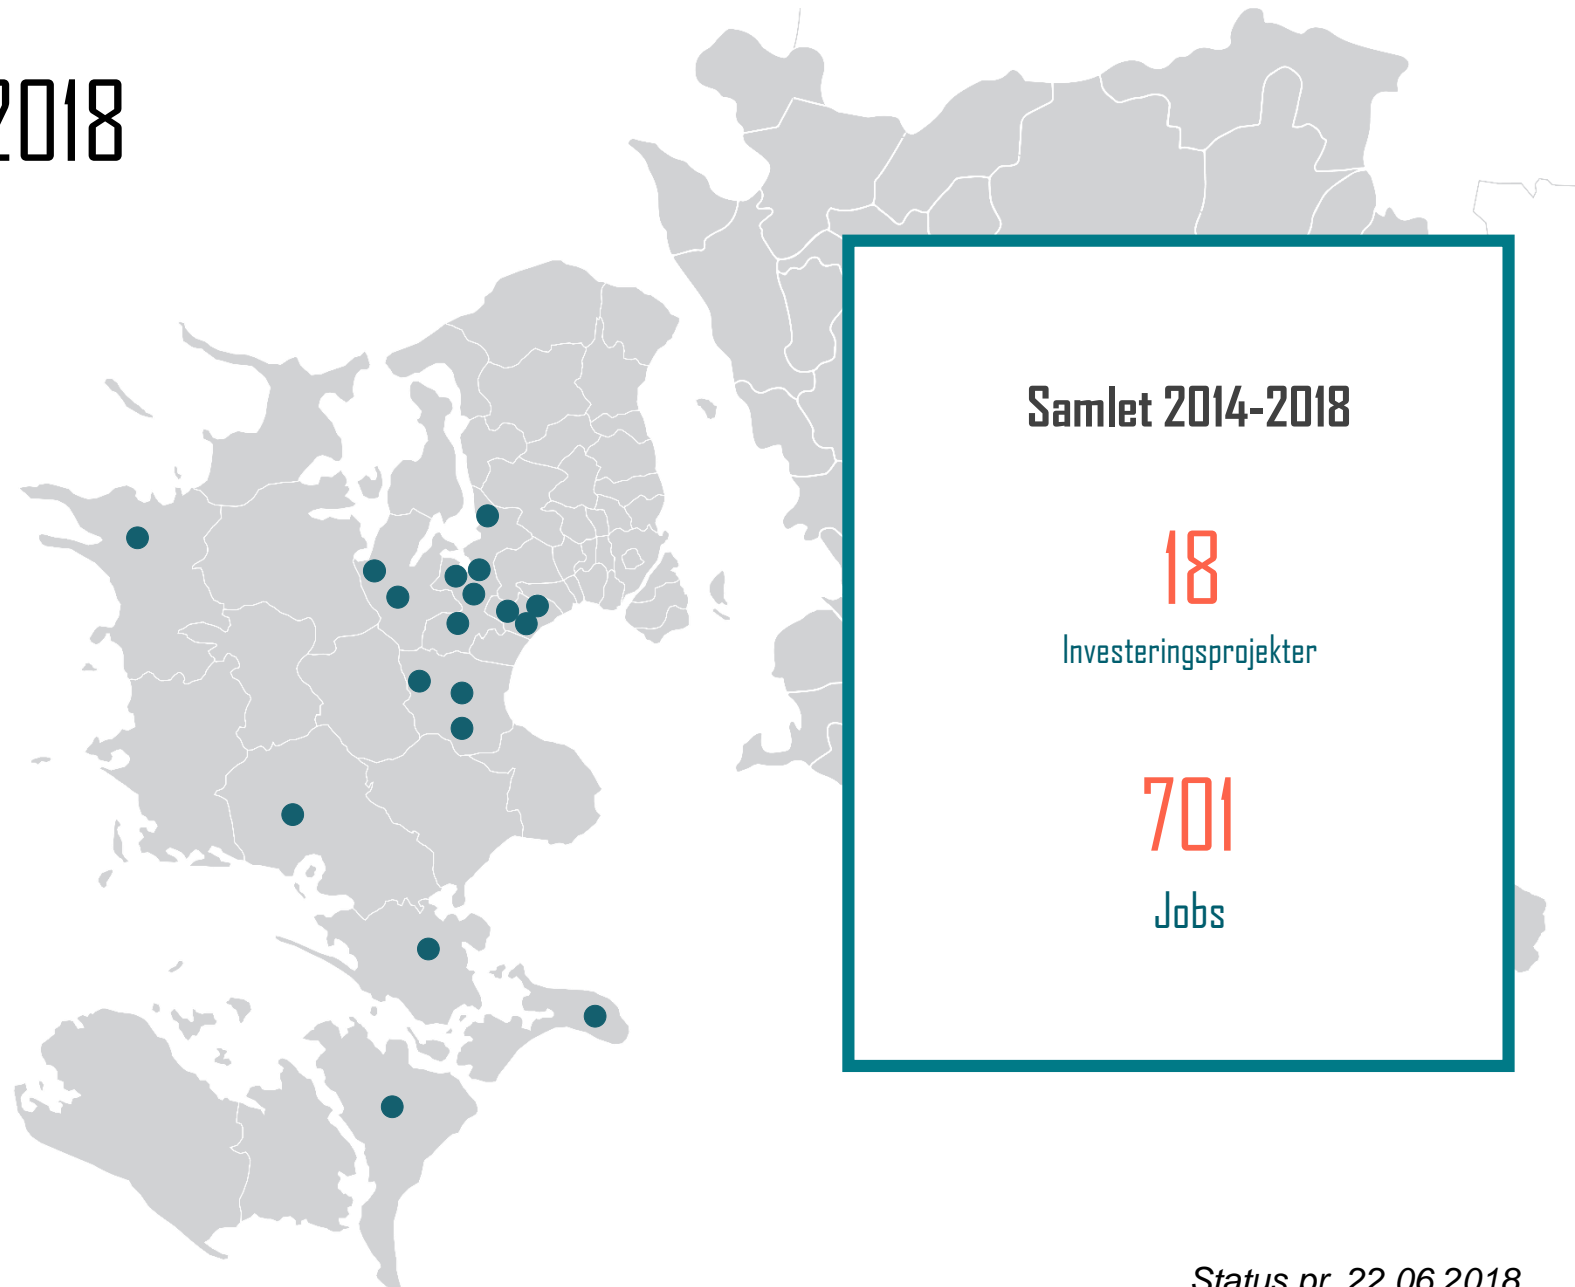 2018
Samlet 2014-2018
18
Investeringsprojekter
701
Jobs
Status pr. 22.06.2018